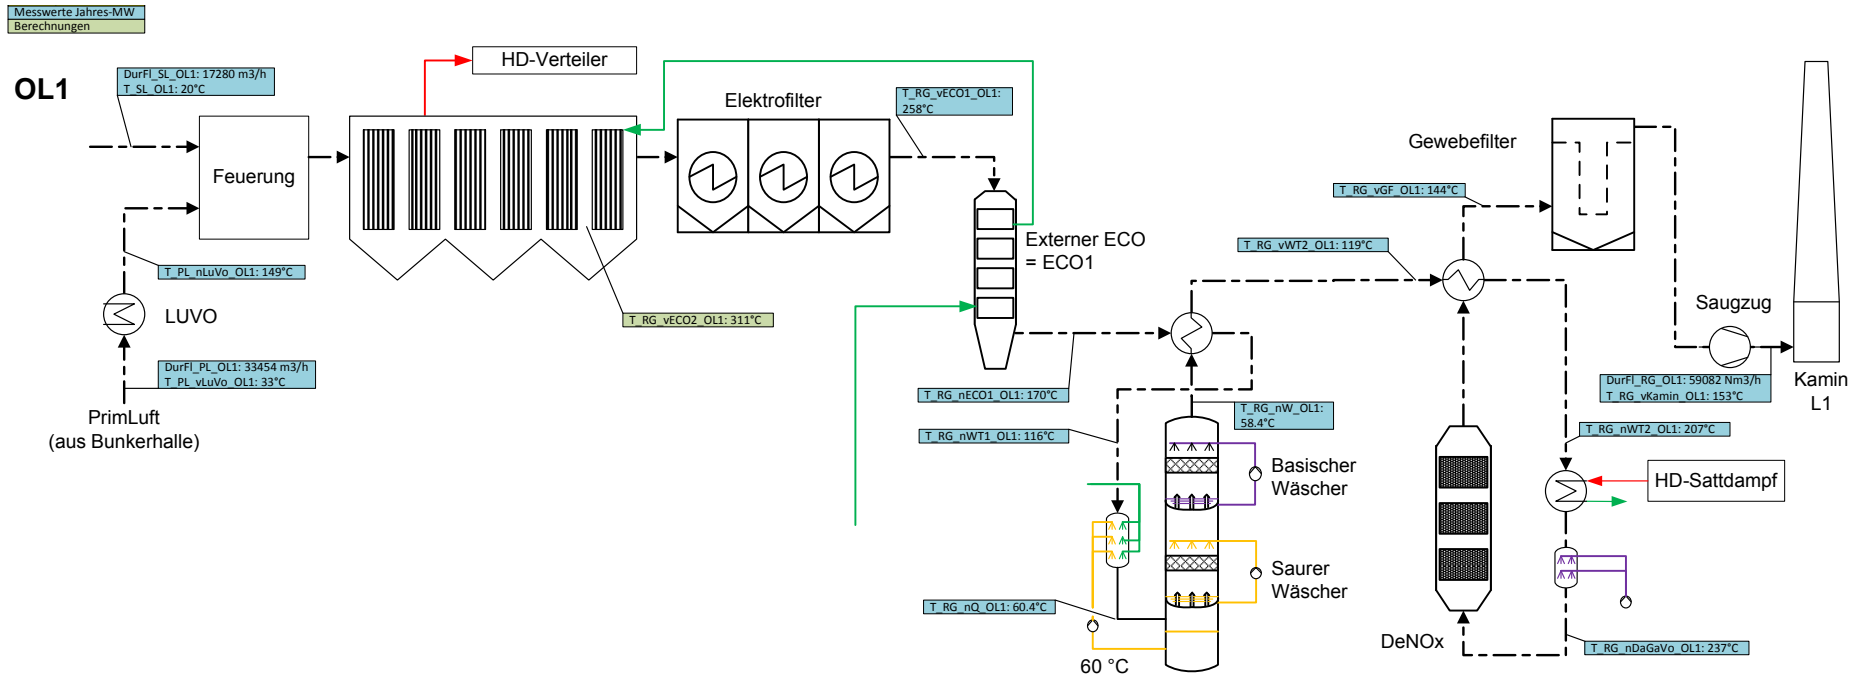 Messwerte Jahres-MW
Berechnungen
OL1
DurFl_SL_OL1: 17280 m3/h
T_SL_OL1: 20°C
HD-Verteiler
Elektrofilter
T_RG_vECO1_OL1:
258°C
Feuerung
Gewebefilter
T_RG_vGF_OL1: 144°C
Externer ECO
= ECO1
T_RG_vWT2_OL1: 119°C
T_PL_nLuVo_OL1: 149°C
LUVO
T_RG_vECO2_OL1: 311°C
Saugzug
DurFl_PL_OL1: 33454 m3/h
T_PL_vLuVo_OL1: 33°C
PrimLuft
(aus Bunkerhalle)
T_RG_nECO1_OL1: 170°C
DurFl_RG_OL1: 59082 Nm3/h
T_RG_vKamin_OL1: 153°C
Kamin
L1
T_RG_nW_OL1:
58.4°C
T_RG_nWT1_OL1: 116°C
T_RG_nWT2_OL1: 207°C
Basischer
Wäscher
HD-Sattdampf
Saurer
Wäscher
T_RG_nQ_OL1: 60.4°C
DeNOx
T_RG_nDaGaVo_OL1: 237°C
60 °C